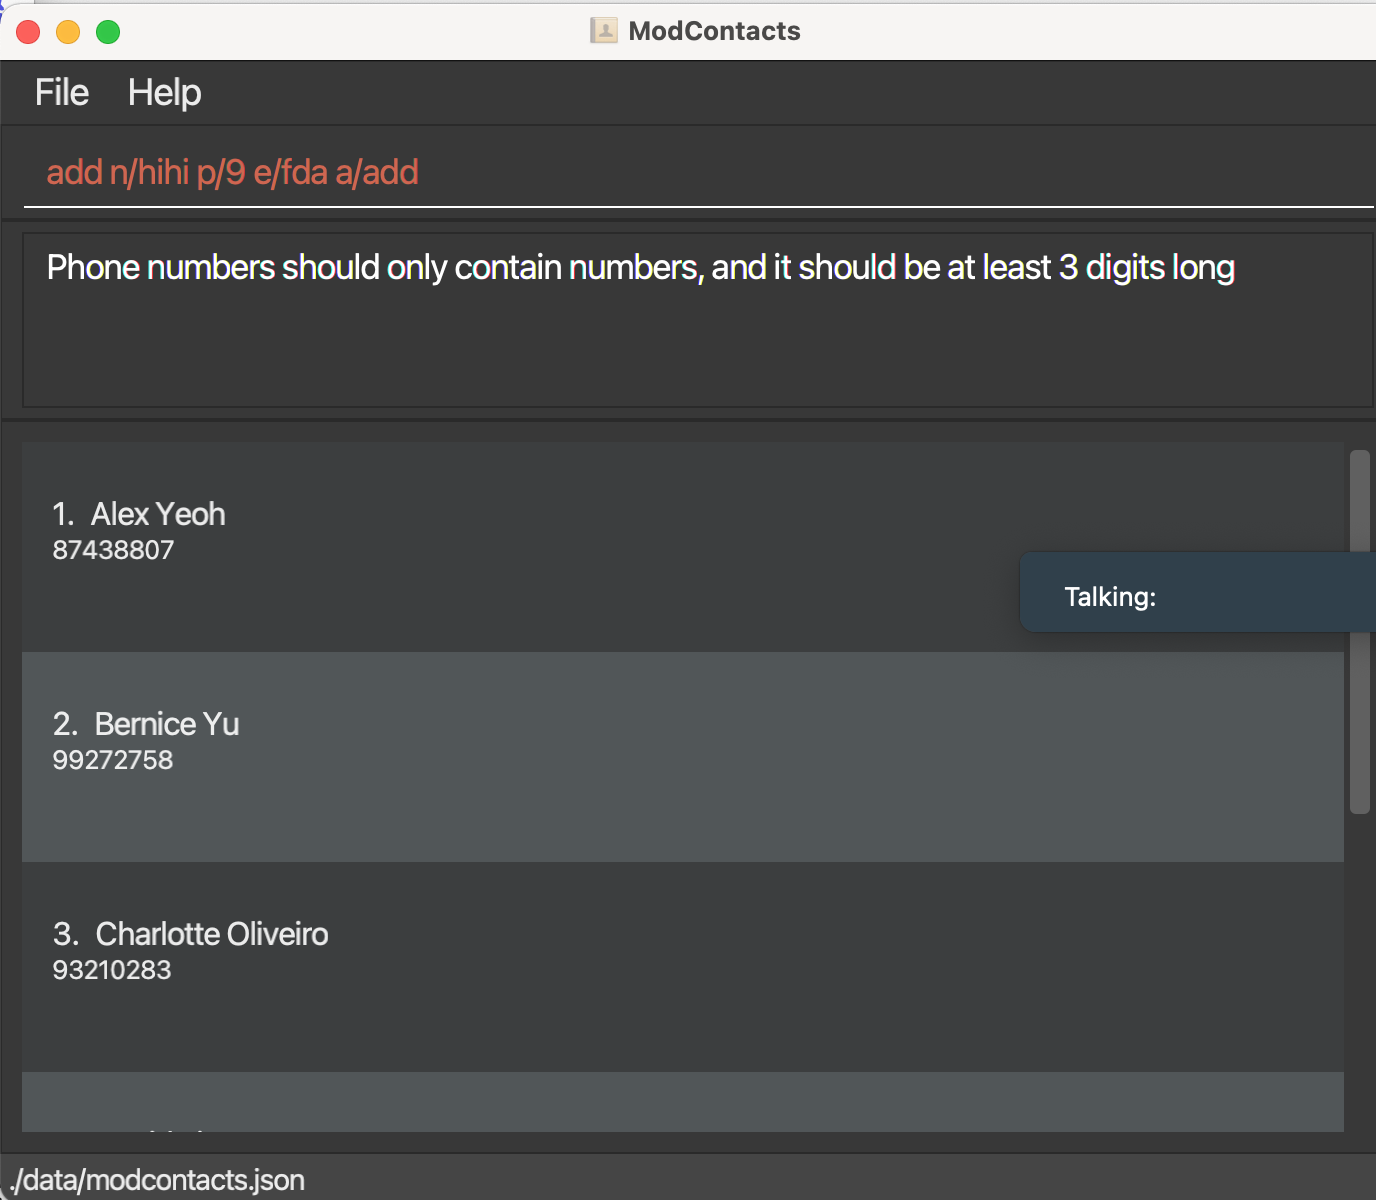 ModContacts
File Help
add n/hihi p/9 e/fda a/add
Phone numbers should only contain numbers, and it should be at least 3 digits long
1. Alex Yeoh
87438807
Talking:
2. Bernice Yu
99272758
3. Charlotte Oliveiro
93210283
./data/modcontacts.json